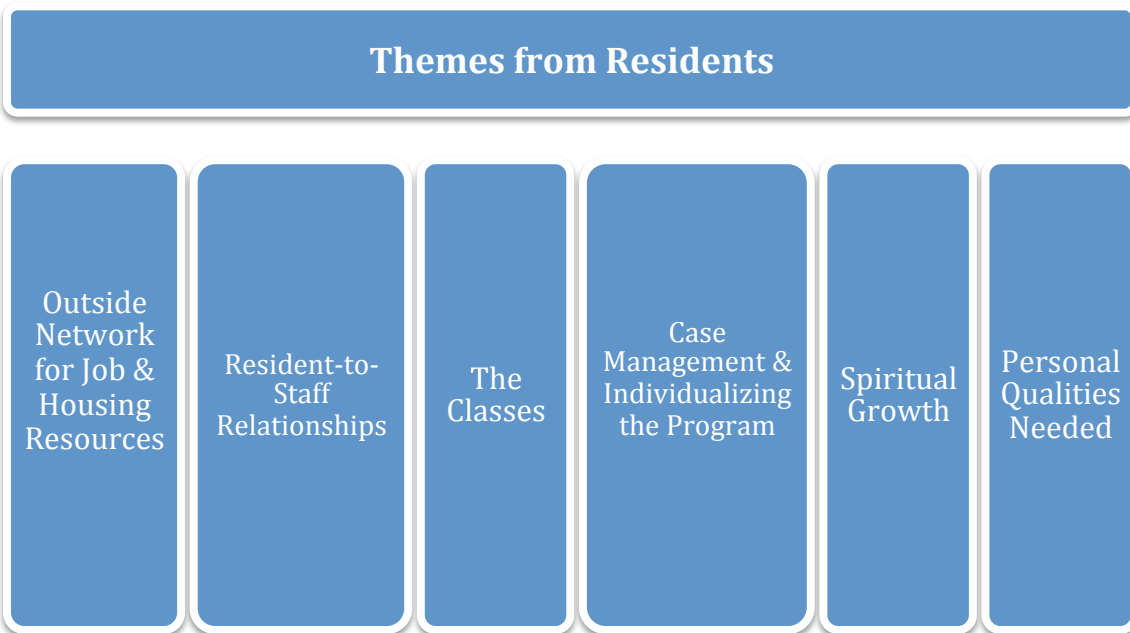 Themes from Residents
Outside
Network
for Job &
Housing
Resources
Resident-to-
Staff
Relationships
The
Classes
Case
Management &
Individualizing
the Program
Spiritual
Growth
Personal
Qualities
Needed